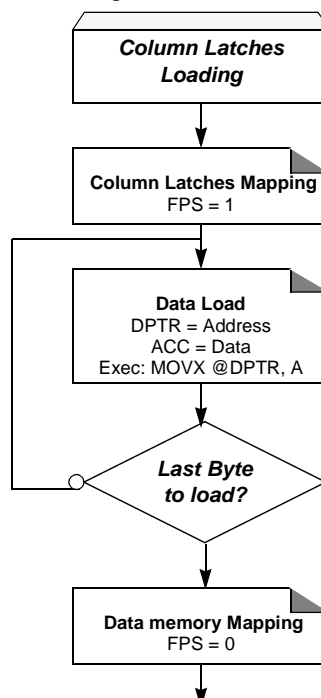 Column Latches
Loading
Column Latches Mapping
FPS = 1
Data Load
DPTR = Address
ACC = Data
Exec: MOVX @DPTR, A
Last Byte
to load?
Data memory Mapping
FPS = 0